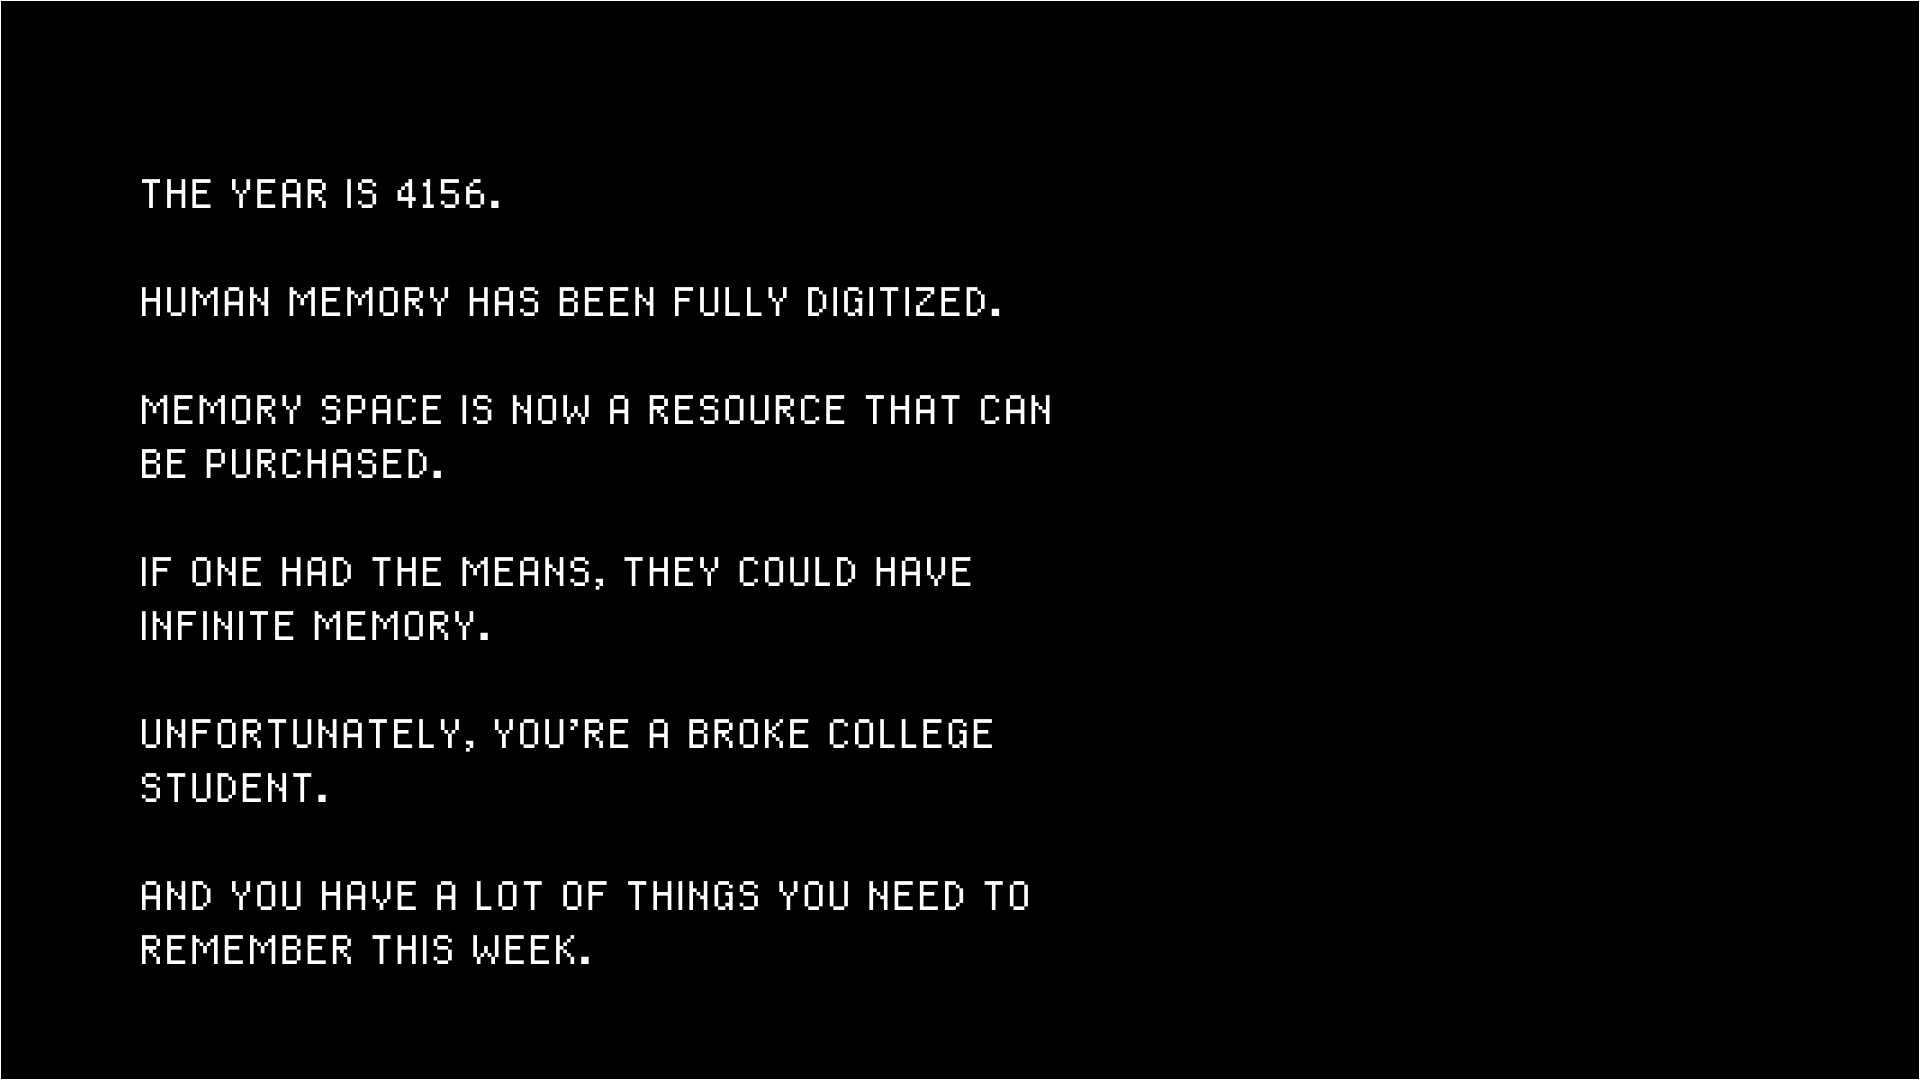 THE YEAR IS 4156.
HUMAN MEMORY HAS BEEN FULLY DIGITIZED.
MEMORY SPACE IS NOW A RESOURCE THAT CAN
BE PURCHASED.
IF ONE HAD THE MEANS, THEY COULD HAVE
INFINITE MEMORY.
UNFORTUNATELY, YOU’RE A BROKE COLLEGE
STUDENT.
AND YOU HAVE A LOT OF THINGS YOU NEED TO
REMEMBER THIS WEEK.